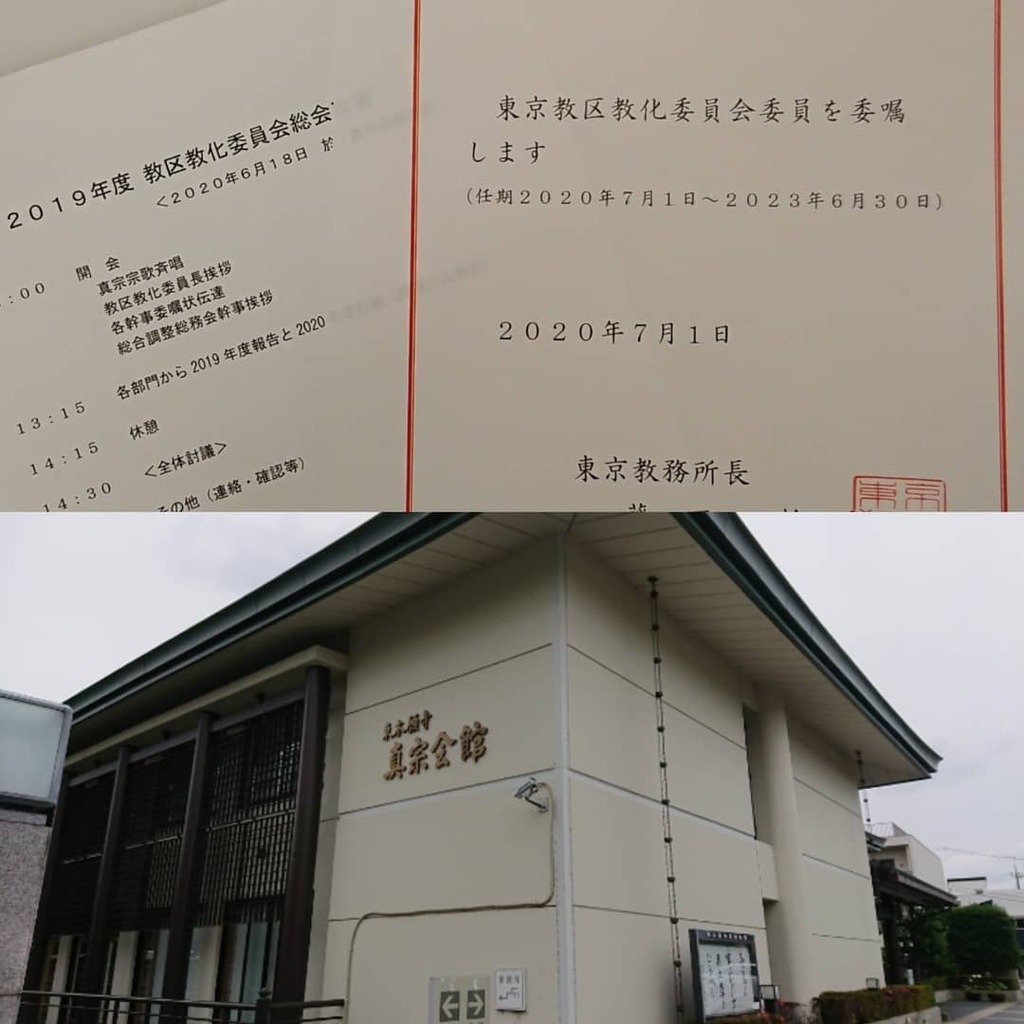 2019年度 教区教化委員会総会
<2020年6月18日 於
:00 開 会
真宗宗歌斉唱
教区教化委員長挨拶
各幹事委嘱状伝達
総合調整総務会幹事挨拶
13:15 各部門から2019年度報告と2020
14:15 休憩
14:30 <全体討議>
その他(連絡・確認等)
東京教区教化委員会委員を委嘱
します
(任期2020年7月1日~2023年6月30日)
2020年7月1日
東京教務所長
東京
東本願寺
真宗会館